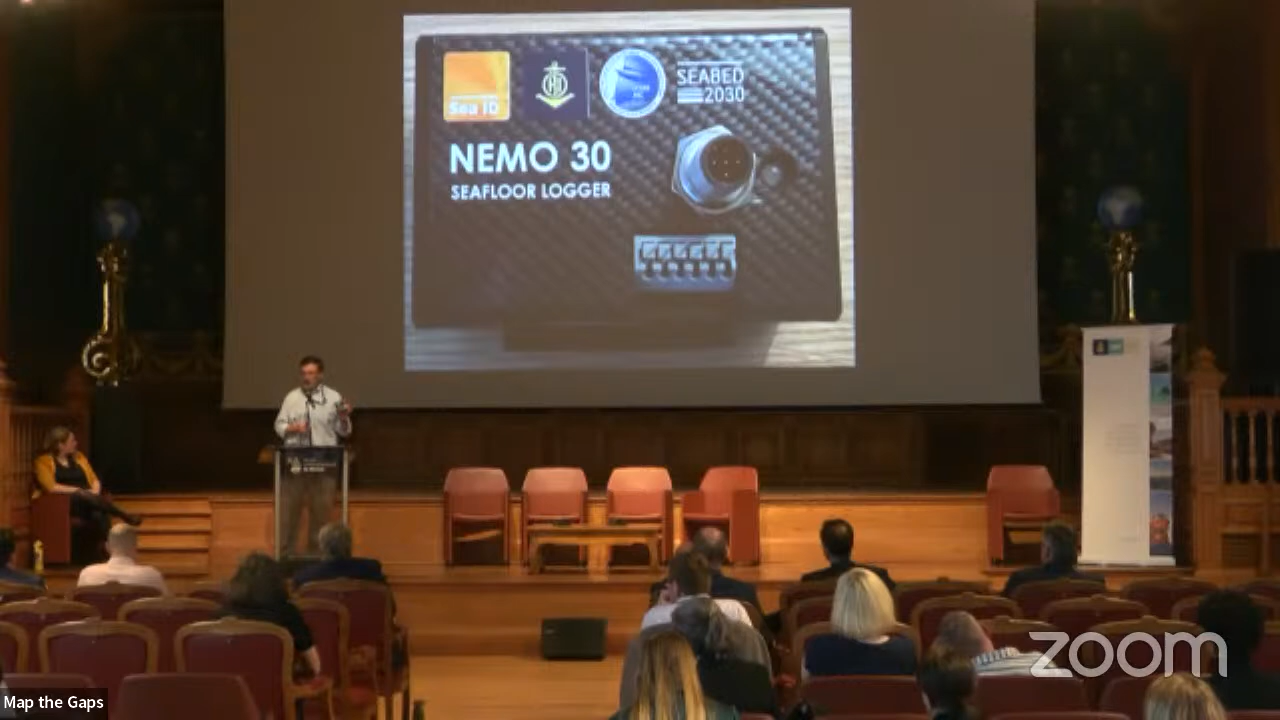 Sea ID
SEABED
2030
NEMO 30
SEAFLOOR LOGGER
zoom
Map the Gaps